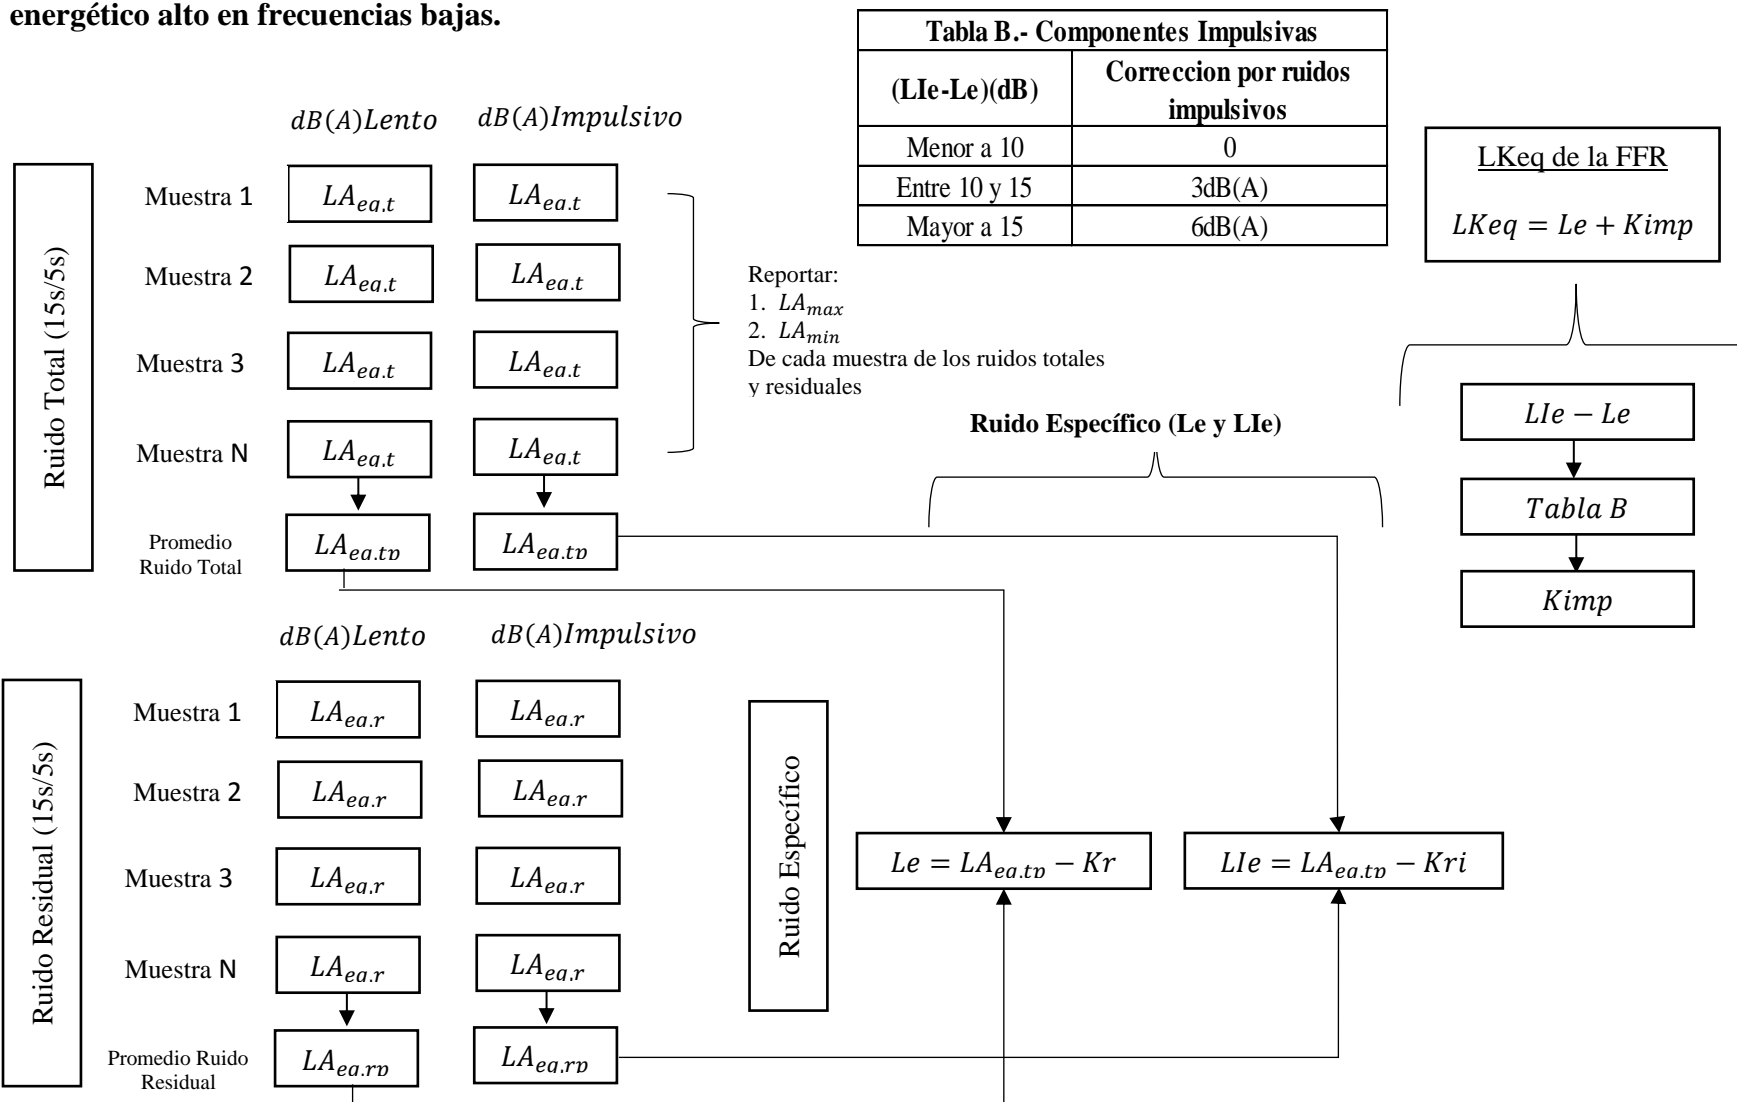 energético alto en frecuencias bajas.
Tabla B.- Componentes Impulsivas
(LIe-Le)(dB)
Correccion por ruidos
impulsivos
Menor a 10
0
Entre 10 y 15
3dB(A)
Mayor a 15
6dB(A)
LKeq de la FFR
LKeq = Le + Kimp
dB(A)Lento
dB(A)Impulsivo
Ruido Total (15s/5s)
Muestra 1
LAeq,t
LAeq,t
Muestra 2
LAeq,t
LAeq,t
Muestra 3
LAeq,t
LAeq,t
Muestra N
LAeq,t
LAeq,t
Promedio
Ruido Total
LAeq,tp
LAeq,tp
Reportar:
1. LAmax
2. LAmin
De cada muestra de los ruidos totales
y residuales
Ruido Específico (Le y LIe)
LIe − Le
Tabla B
Kimp
dB(A)Lento
dB(A)Impulsivo
Ruido Residual (15s/5s)
Muestra 1
LAeq,r
LAeq,r
Muestra 2
LAeq,r
LAeq,r
Muestra 3
LAeq,r
LAeq,r
Muestra N
LAeq,r
LAeq,r
Promedio Ruido
Residual
LAeq,rp
LAeq,rp
Ruido Específico
Le = LAeq,tp − Kr
LIe = LAeq,tp − Kri